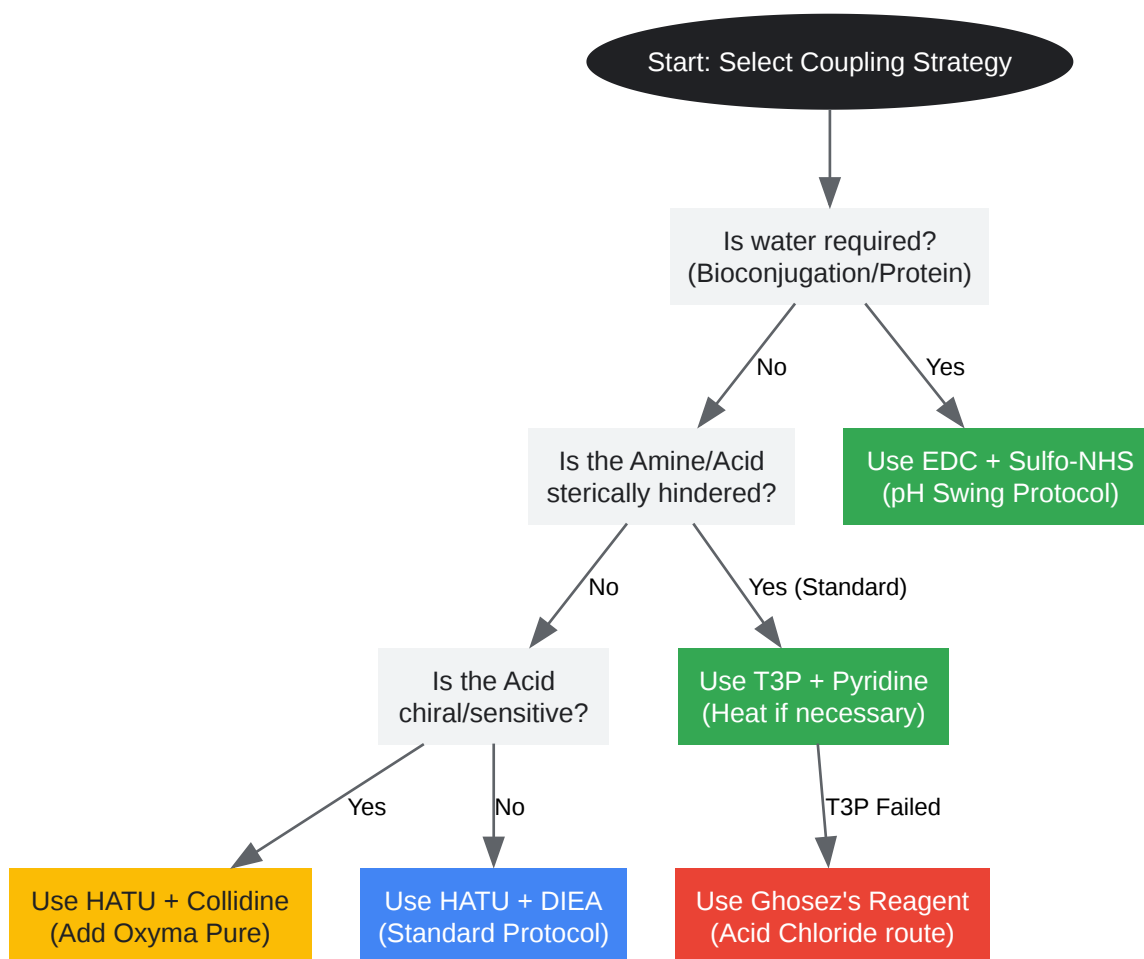 Start: Select Coupling Strategy
Is water required?
(Bioconjugation/Protein)
No
Yes
Is the Amine/Acid
sterically hindered?
Use EDC + Sulfo-NHS
(pH Swing Protocol)
No
Yes (Standard)
Is the Acid
chiral/sensitive?
Use T3P + Pyridine
(Heat if necessary)
Yes
No
T3P Failed
Use HATU + Collidine
(Add Oxyma Pure)
Use HATU + DIEA
(Standard Protocol)
Use Ghosez's Reagent
(Acid Chloride route)